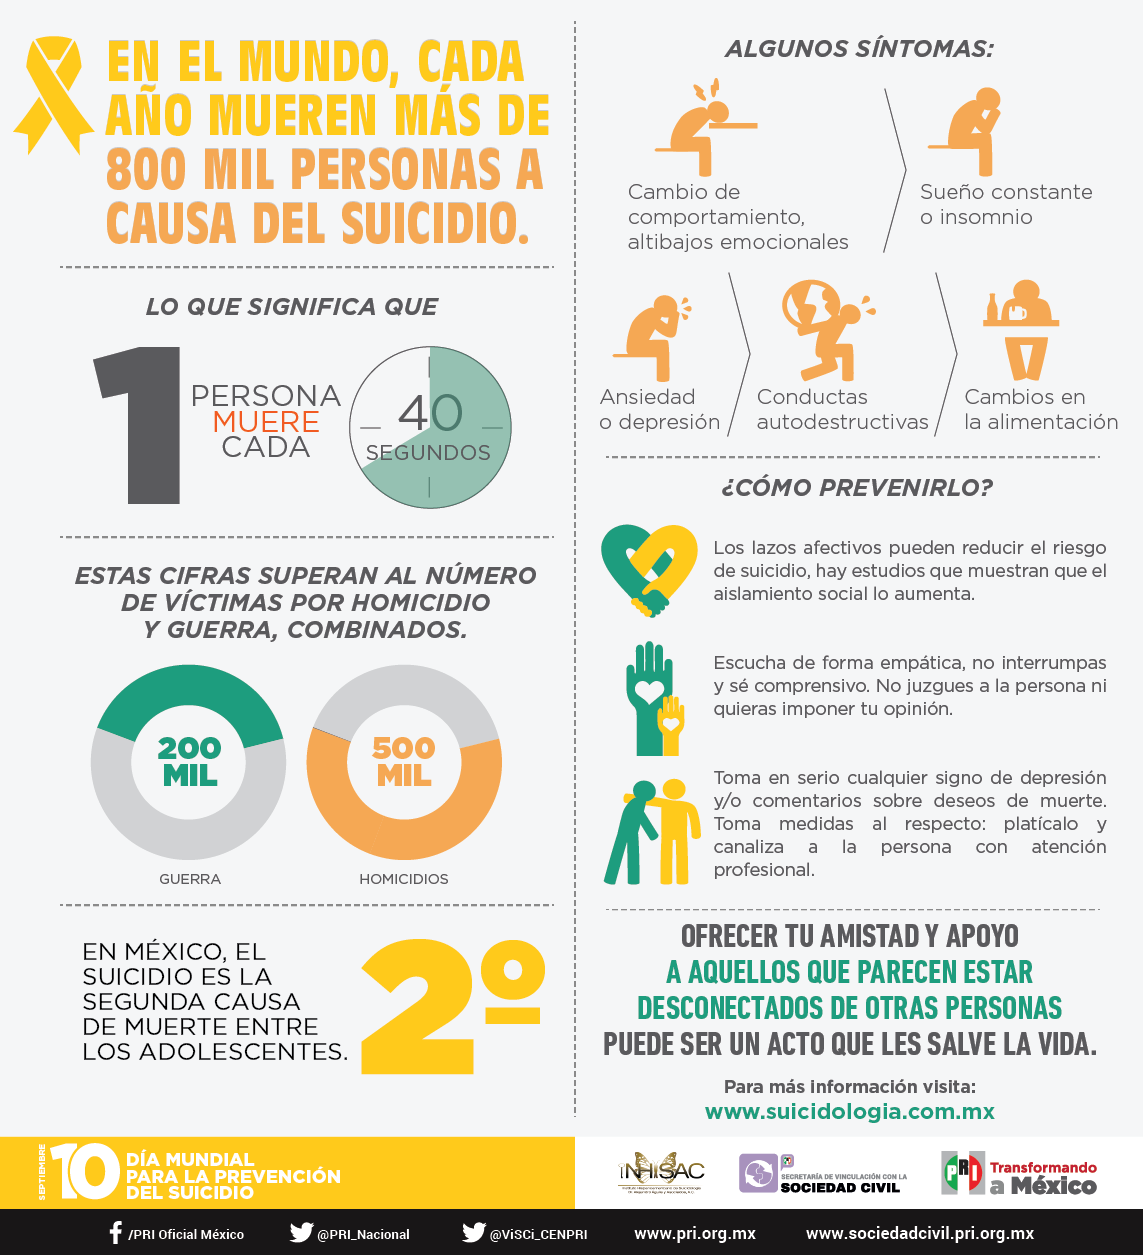 EN EL MUNDO, CADA
AÑO MUEREN MÁS DE
800 MIL PERSONAS A
CAUSA DEL SUICIDIO.
LO QUE SIGNIFICA QUE
1
PERSONA
MUERE
CADA
40
SEGUNDOS
ESTAS CIFRAS SUPERAN AL NÚMERO
DE VÍCTIMAS POR HOMICIDIO
Y GUERRA, COMBINADOS.
200
MIL
GUERRA
500
MIL
HOMICIDIOS
EN MÉXICO, EL
SUICIDIO ES LA
SEGUNDA CAUSA
DE MUERTE ENTRE
LOS ADOLESCENTES.
2º
ALGUNOS SÍNTOMAS:
Cambio de
comportamiento,
altibajos emocionales
Sueño constante
o insomnio
Ansiedad
o depresión
Conductas
autodestructivas
Cambios en
la alimentación
¿CÓMO PREVENIRLO?
Los lazos afectivos pueden reducir el riesgo
de suicidio, hay estudios que muestran que el
aislamiento social lo aumenta.
Escucha de forma empática, no interrumpas
y sé comprensivo. No juzgues a la persona ni
quieras imponer tu opinión.
Toma en serio cualquier signo de depresión
y/o comentarios sobre deseos de muerte.
Toma medidas al respecto: platícalo y
canaliza a la persona con atención
profesional.
OFRECER TU AMISTAD Y APOYO
A AQUELLOS QUE PARECEN ESTAR
DESCONECTADOS DE OTRAS PERSONAS
PUEDE SER UN ACTO QUE LES SALVE LA VIDA.
Para más información visita:
www.suicidologia.com.mx
SEPTIEMBRE
10
DÍA MUNDIAL
PARA LA PREVENCIÓN
DEL SUICIDIO
INHISAC
Instituto Hispanoamericano de Suicidología
SECRETARÍA DE VINCULACIÓN CON LA
SOCIEDAD CIVIL
PRI
Transformando
a México
/PRI Oficial México
@PRI_Nacional
@ViSCi_CENPRI
www.pri.org.mx
www.sociedadcivil.pri.org.mx